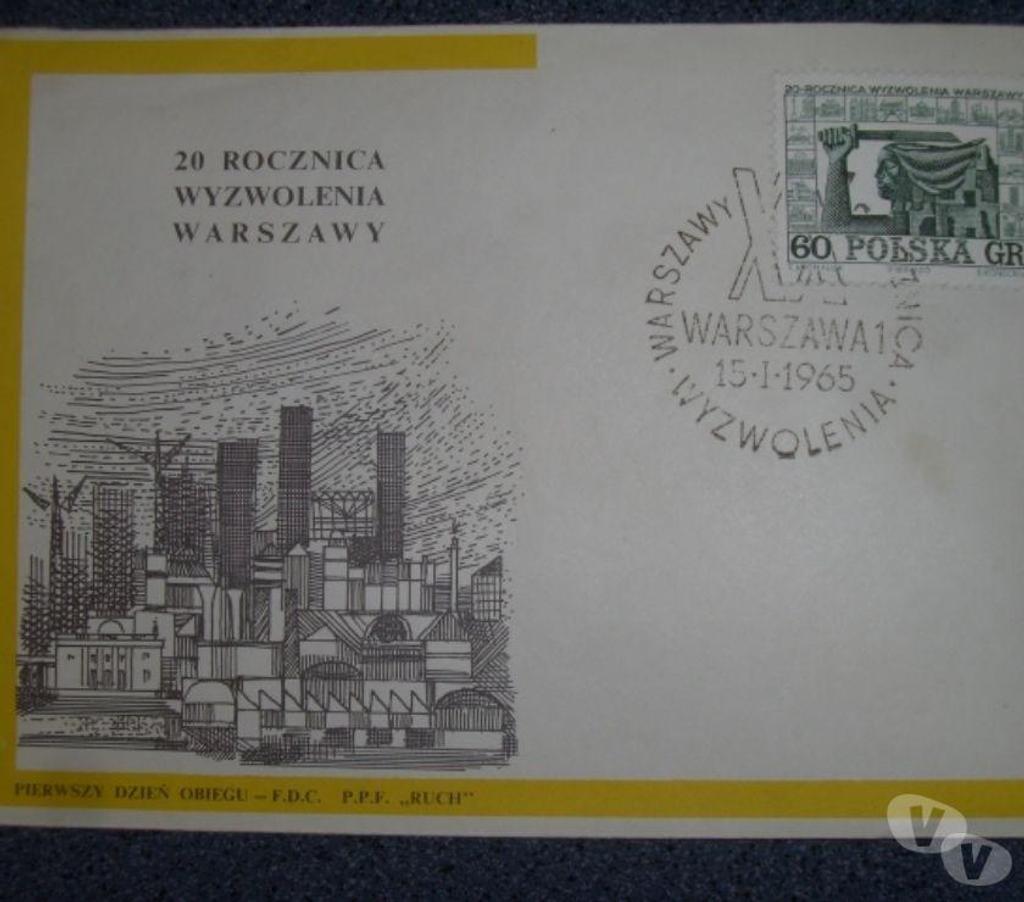 20 ROCZNICA
WYZWOLENIA
WARSZAWY
20-ROCZNICA WYZWOLENIA WARSZAWY
60 POLSKA GR
WARSZAWY
WARSZAWA 1
15·I·1965
· WYZWOLENIA ·
PIERWSZY DZIEŃ OBIEGU – F.D.C. P.P.F. „RUCH”
VV